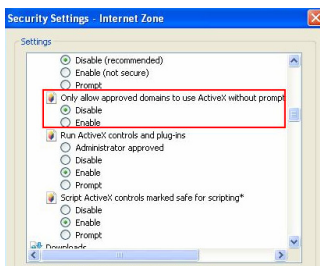 Security Settings - Internet Zone
Settings
Disable (recommended)
Enable (not secure)
Prompt
Only allow approved domains to use ActiveX without prompt
Disable
Enable
Run ActiveX controls and plug-ins
Administrator approved
Disable
Enable
Prompt
Script ActiveX controls marked safe for scripting*
Disable
Enable
Prompt
Downloads